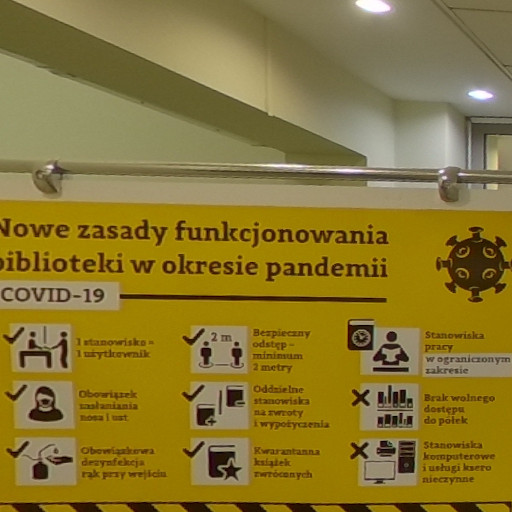 Nowe zasady funkcjonowania
biblioteki w okresie pandemii
COVID-19
1 stanowisko =
1 użytkownik
Obowiązek
zasłaniania
nosa i ust
Obowiązkowa
dezynfekcja
rąk przy wejściu
2 m
Bezpieczny
odstęp –
minimum
2 metry
Oddzielne
stanowiska
na zwroty
i wypożyczenia
Kwarantanna
książek
zwróconych
Stanowiska
pracy
w ograniczonym
zakresie
Brak wolnego
dostępu
do półek
Stanowiska
komputerowe
i usługi ksero
nieczynne